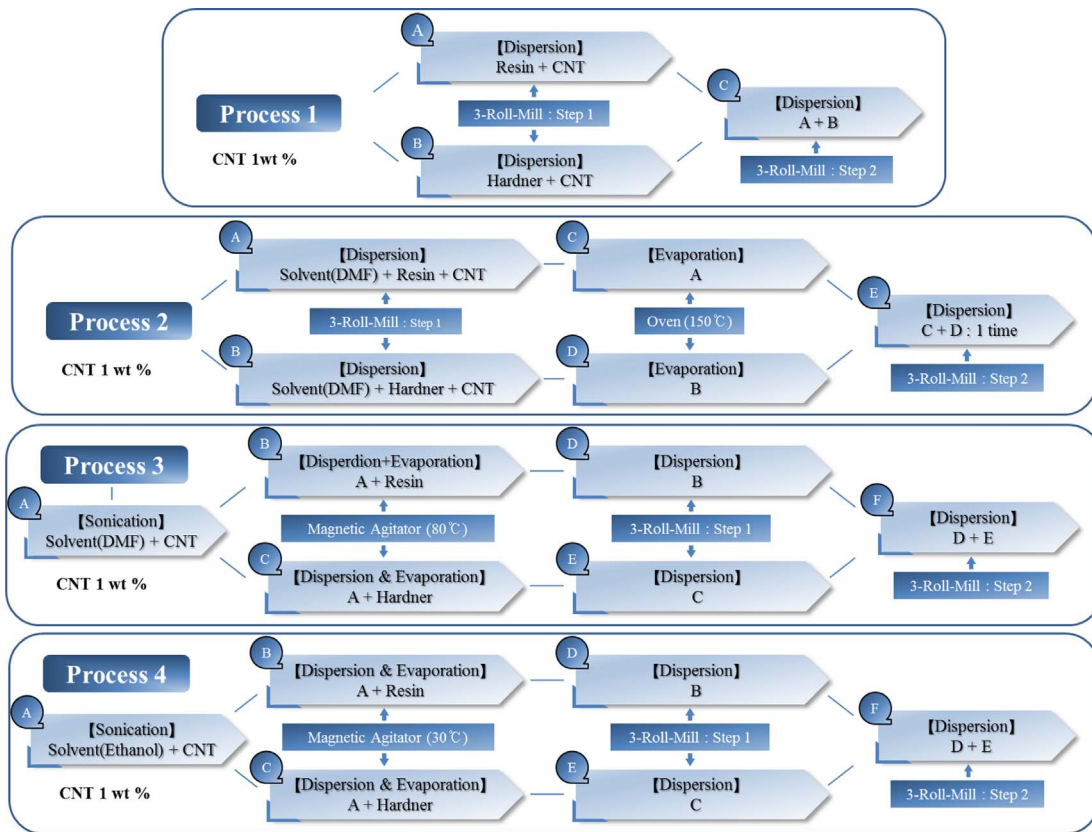 Process 1
CNT 1wt %
A
【Dispersion】
Resin + CNT
3-Roll-Mill : Step 1
B
【Dispersion】
Hardner + CNT
C
【Dispersion】
A + B
3-Roll-Mill : Step 2
Process 2
CNT 1 wt %
A
【Dispersion】
Solvent(DMF) + Resin + CNT
3-Roll-Mill : Step 1
B
【Dispersion】
Solvent(DMF) + Hardner + CNT
C
【Evaporation】
A
Oven (150℃)
D
【Evaporation】
B
E
【Dispersion】
C + D : 1 time
3-Roll-Mill : Step 2
Process 3
A
【Sonication】
Solvent(DMF) + CNT
CNT 1 wt %
B
【Disperdion+Evaporation】
A + Resin
Magnetic Agitator (80℃)
C
【Dispersion & Evaporation】
A + Hardner
D
【Dispersion】
B
3-Roll-Mill : Step 1
E
【Dispersion】
C
F
【Dispersion】
D + E
3-Roll-Mill : Step 2
Process 4
A
【Sonication】
Solvent(Ethanol) + CNT
CNT 1 wt %
B
【Dispersion & Evaporation】
A + Resin
Magnetic Agitator (30℃)
C
【Dispersion & Evaporation】
A + Hardner
D
【Dispersion】
B
3-Roll-Mill : Step 1
E
【Dispersion】
C
F
【Dispersion】
D + E
3-Roll-Mill : Step 2